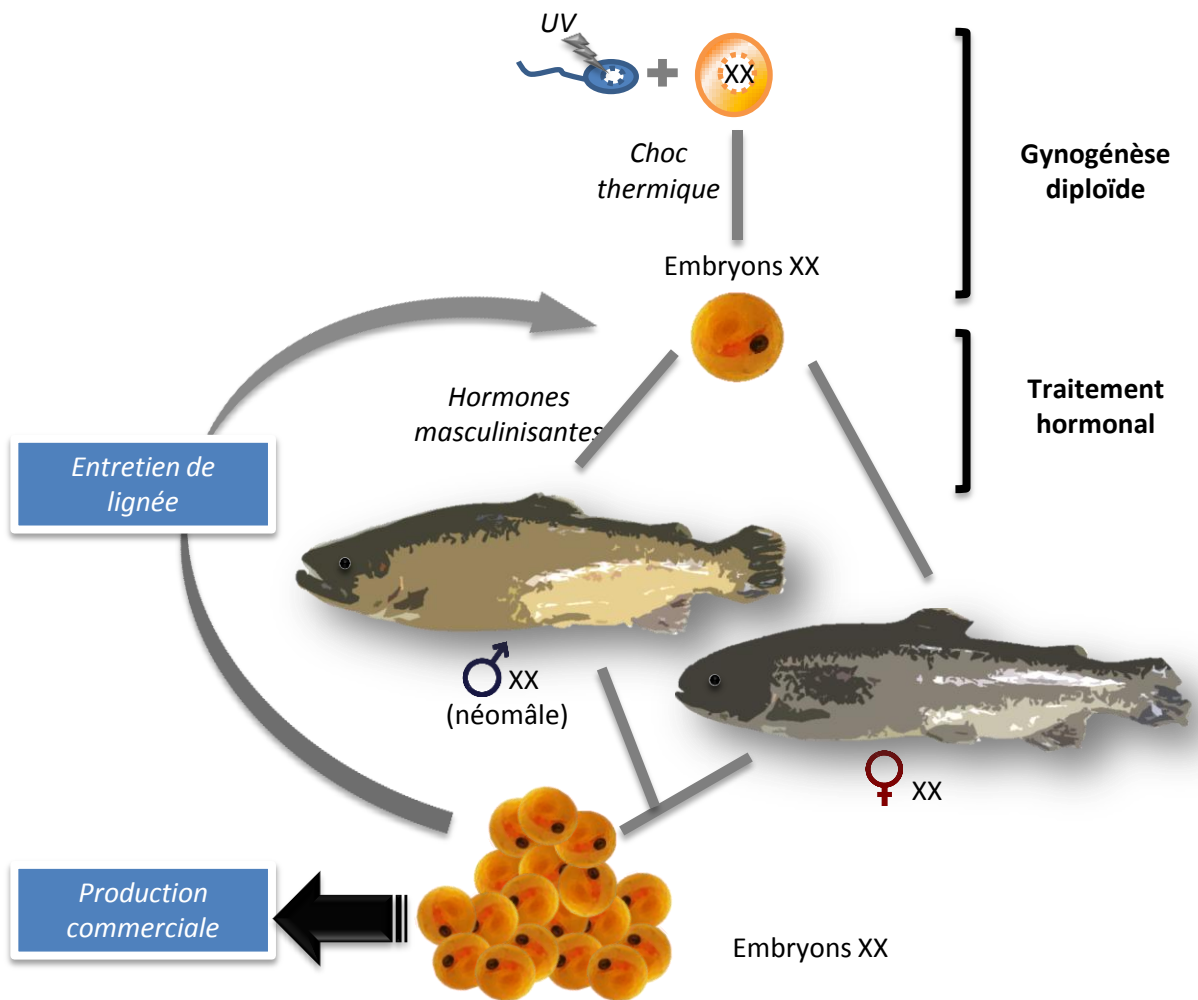 UV
XX
Choc
thermique
Gynogénèse
diploïde
Embryons XX
Hormones
masculinisantes
Traitement
hormonal
Entretien de
lignée
XX
(néomâle)
XX
Production
commerciale
Embryons XX